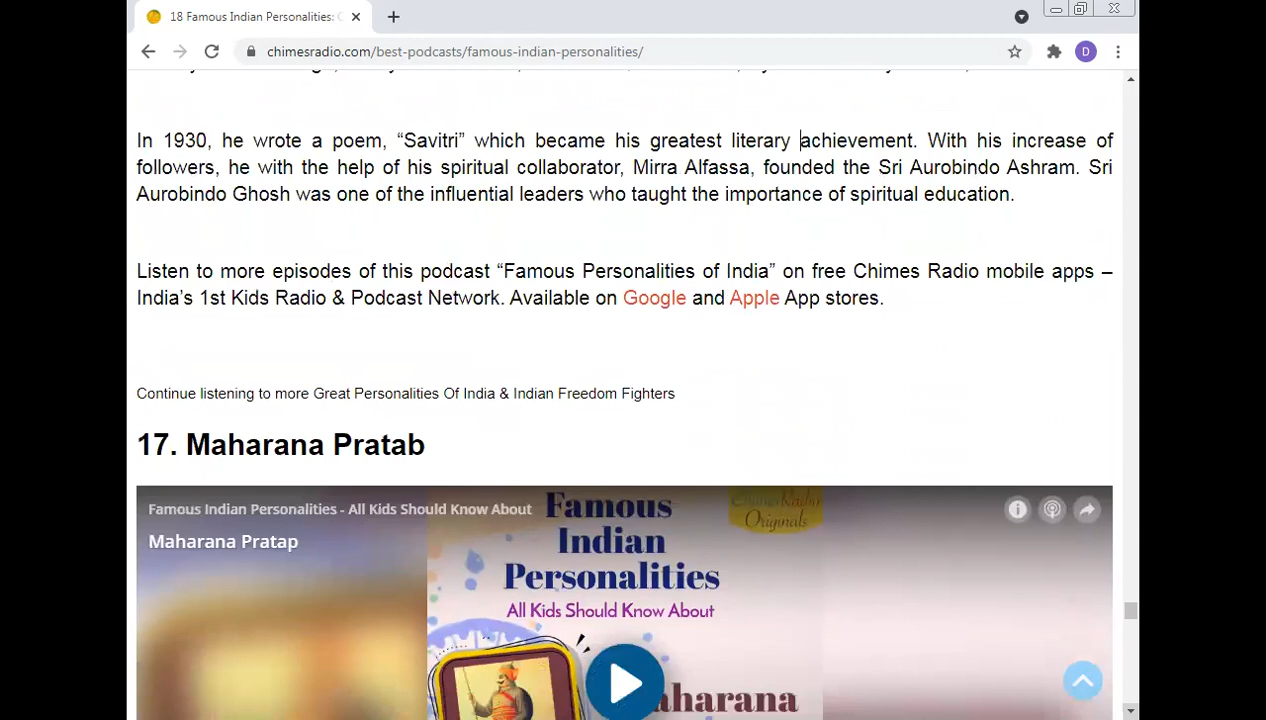 18 Famous Indian Personalities:
chimesradio.com/best-podcasts/famous-indian-personalities/
D
In 1930, he wrote a poem, “Savitri” which became his greatest literary achievement. With his increase of
followers, he with the help of his spiritual collaborator, Mirra Alfassa, founded the Sri Aurobindo Ashram. Sri
Aurobindo Ghosh was one of the influential leaders who taught the importance of spiritual education.
Listen to more episodes of this podcast “Famous Personalities of India” on free Chimes Radio mobile apps –
India’s 1st Kids Radio & Podcast Network. Available on Google and Apple App stores.
Continue listening to more Great Personalities Of India & Indian Freedom Fighters
17. Maharana Pratab
Famous Indian Personalities - All Kids Should Know About
Maharana Pratap
ChimesRadio
Originals
Famous
Indian
Personalities
All Kids Should Know About
Maharana